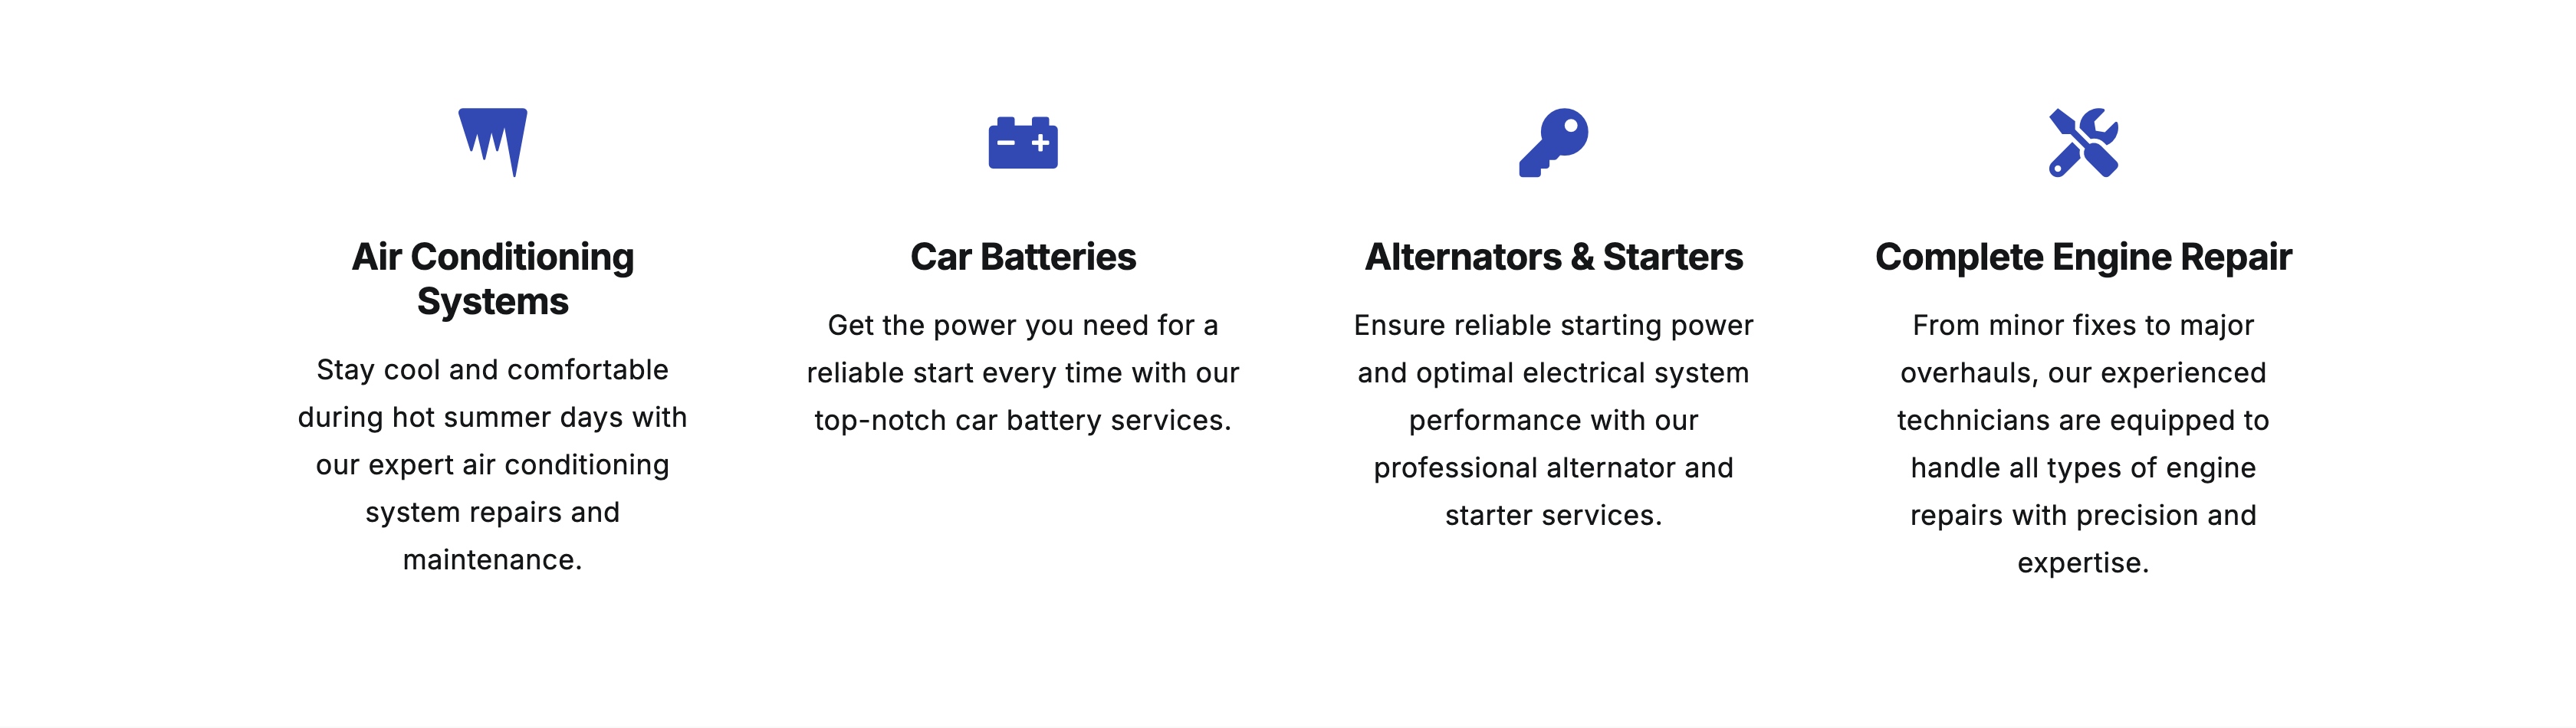 Air Conditioning
Systems
Stay cool and comfortable
during hot summer days with
our expert air conditioning
system repairs and
maintenance.
Car Batteries
Get the power you need for a
reliable start every time with our
top-notch car battery services.
Alternators & Starters
Ensure reliable starting power
and optimal electrical system
performance with our
professional alternator and
starter services.
Complete Engine Repair
From minor fixes to major
overhauls, our experienced
technicians are equipped to
handle all types of engine
repairs with precision and
expertise.